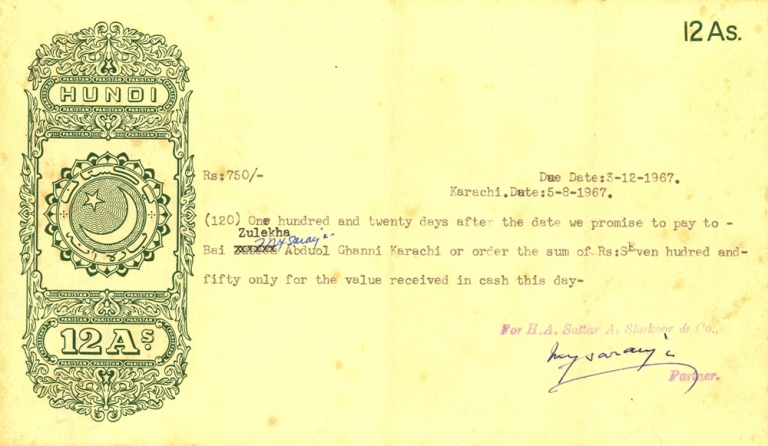 12 As.
HUNDI
Rs:750/-
Due Date:3-12-1967.
Karachi.Date:5-8-1967.
(120) One hundred and twenty days after the date we promise to pay to -
Zulekha
Bai xxxxxx Abduol Ghanni Karachi or order the sum of Rs:SEven hudred and-
fifty only for the value received in cash this day-
For H.A. Sattar A. Shakoor & Co.,
Partner.
12 As.
PAKISTAN